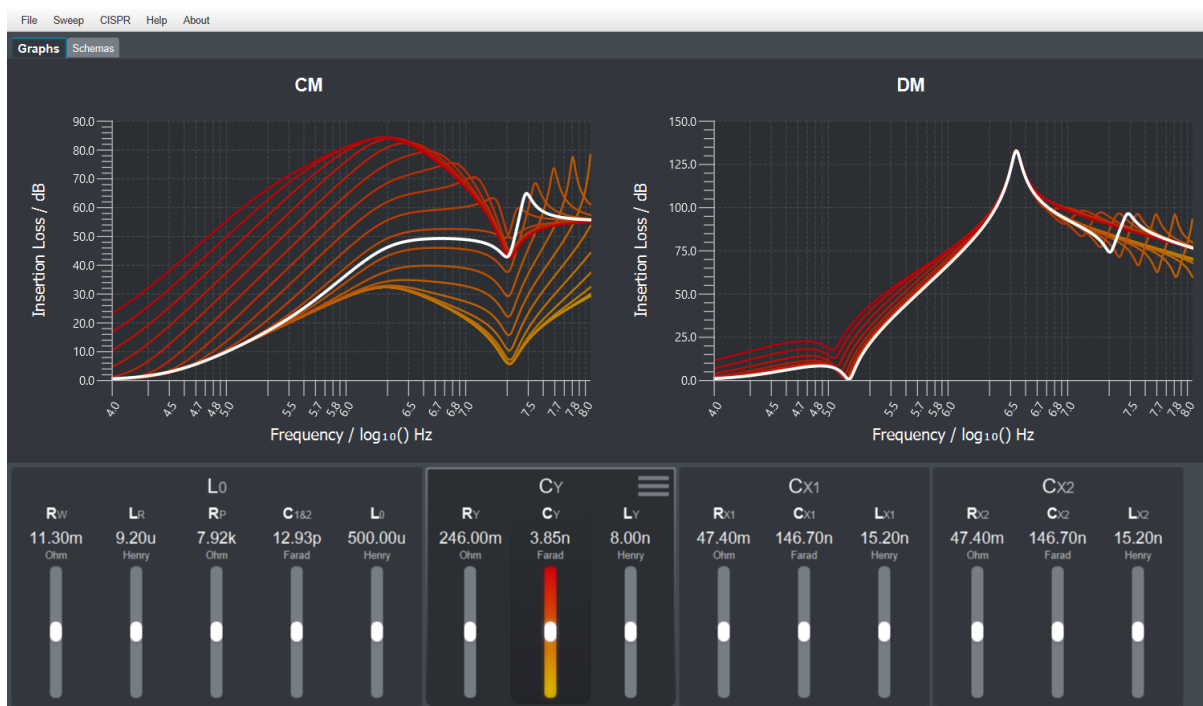 File Sweep CISPR Help About
Graphs Schemas
CM
Insertion Loss / dB
90.0
80.0
70.0
60.0
50.0
40.0
30.0
20.0
10.0
0.0
4.0 4.5 4.7 4.8 5.0 5.5 5.7 5.8 6.0 6.5 6.7 6.8 7.0 7.5 7.7 7.8 8.0
Frequency / log₁₀() Hz
DM
Insertion Loss / dB
150.0
125.0
100.0
75.0
50.0
25.0
0.0
4.0 4.5 4.7 4.8 5.0 5.5 5.7 5.8 6.0 6.5 6.7 6.8 7.0 7.5 7.7 7.8 8.0
Frequency / log₁₀() Hz
L0
RW LR RP C1&2 L0
11.30m 9.20u 7.92k 12.93p 500.00u
Ohm Henry Ohm Farad Henry
CY
RY CY LY
246.00m 3.85n 8.00n
Ohm Farad Henry
CX1
RX1 CX1 LX1
47.40m 146.70n 15.20n
Ohm Farad Henry
CX2
RX2 CX2 LX2
47.40m 146.70n 15.20n
Ohm Farad Henry